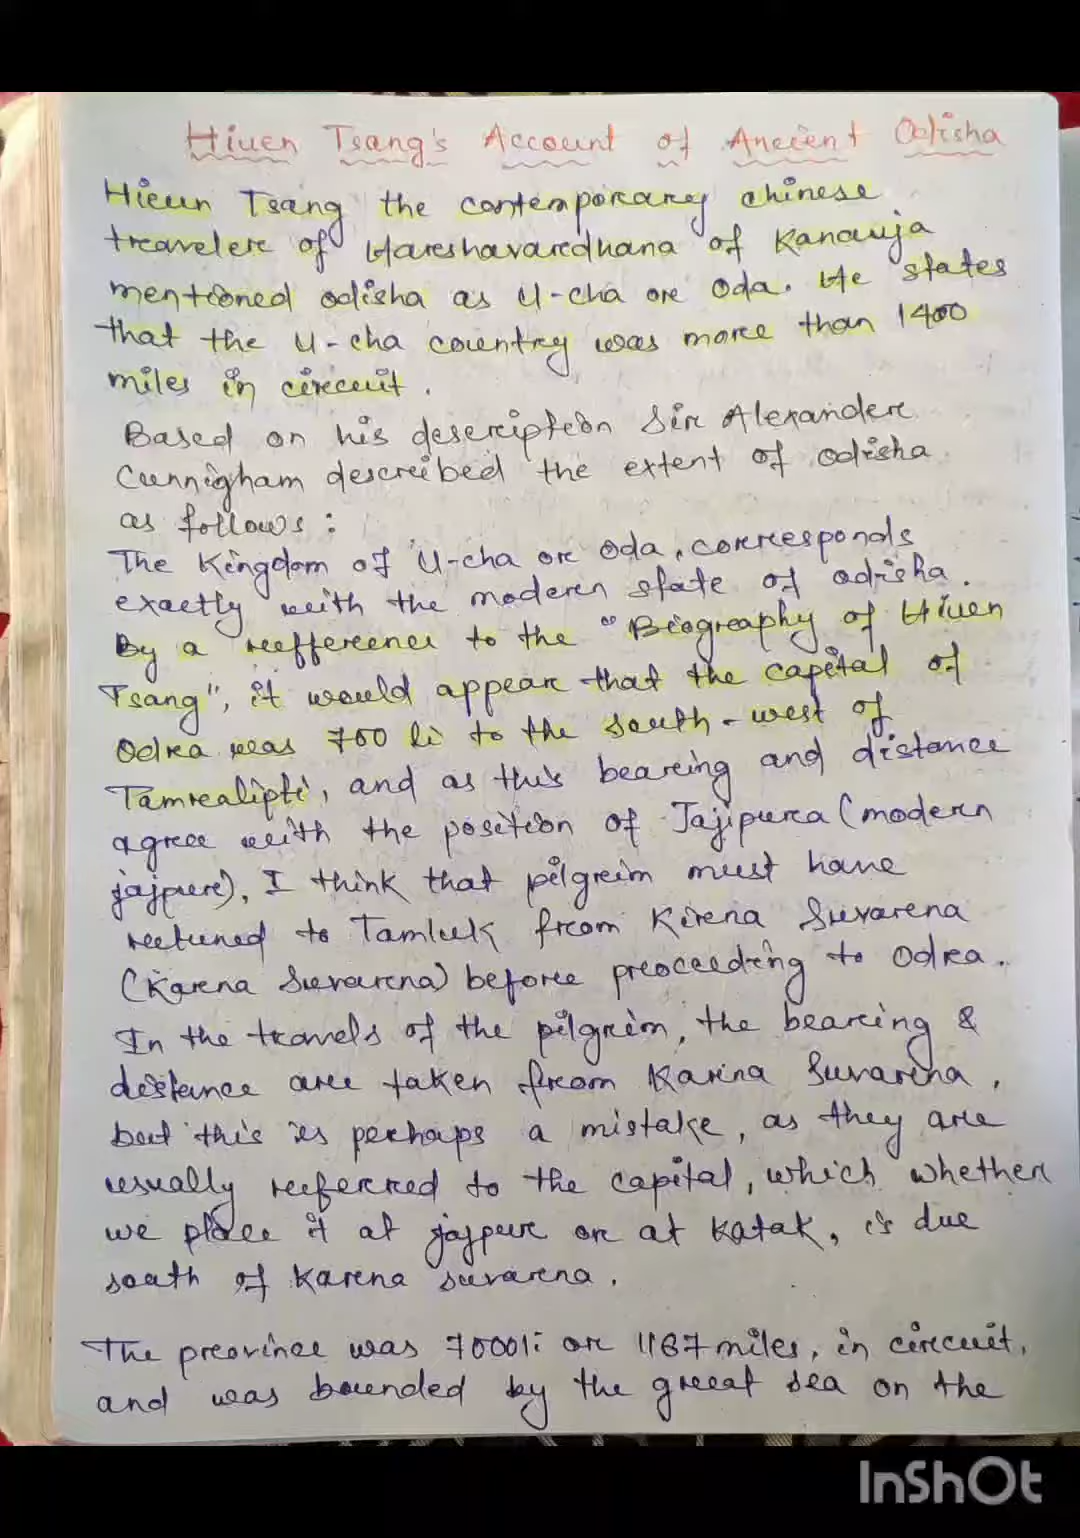 Hiuen Tsang's Account of Ancient Odisha
Hieun Tsang the contemporary chinese
traveler of Harshavardhana of Kanauja
mentioned odisha as U-cha or Oda. He states
that the U-cha country was more than 1400
miles in circuit.
Based on his description Sir Alexander
Cunnigham described the extent of odisha
as follows:
The Kingdom of U-cha or Oda, corresponds
exactly with the modern state of odisha.
By a refference to the "Biography of Hiuen
Tsang", it would appear that the capital of
Odra was 700 li to the south-west of
Tamralipti, and as this bearing and distance
agree with the position of Jajipura (modern
jajpur), I think that pilgrim must have
retuned to Tamluk from Kirena Suvarna
(Karna Suvarna) before proceeding to Odra.
In the travels of the pilgrim, the bearing &
distance are taken from Karina Suvarna,
but this is perhaps a mistake, as they are
usually referred to the capital, which whether
we place it at jajpur or at Katak, is due
south of Karena suvarna.
The province was 7000li or 1167 miles, in circuit,
and was bounded by the great sea on the
InShOt